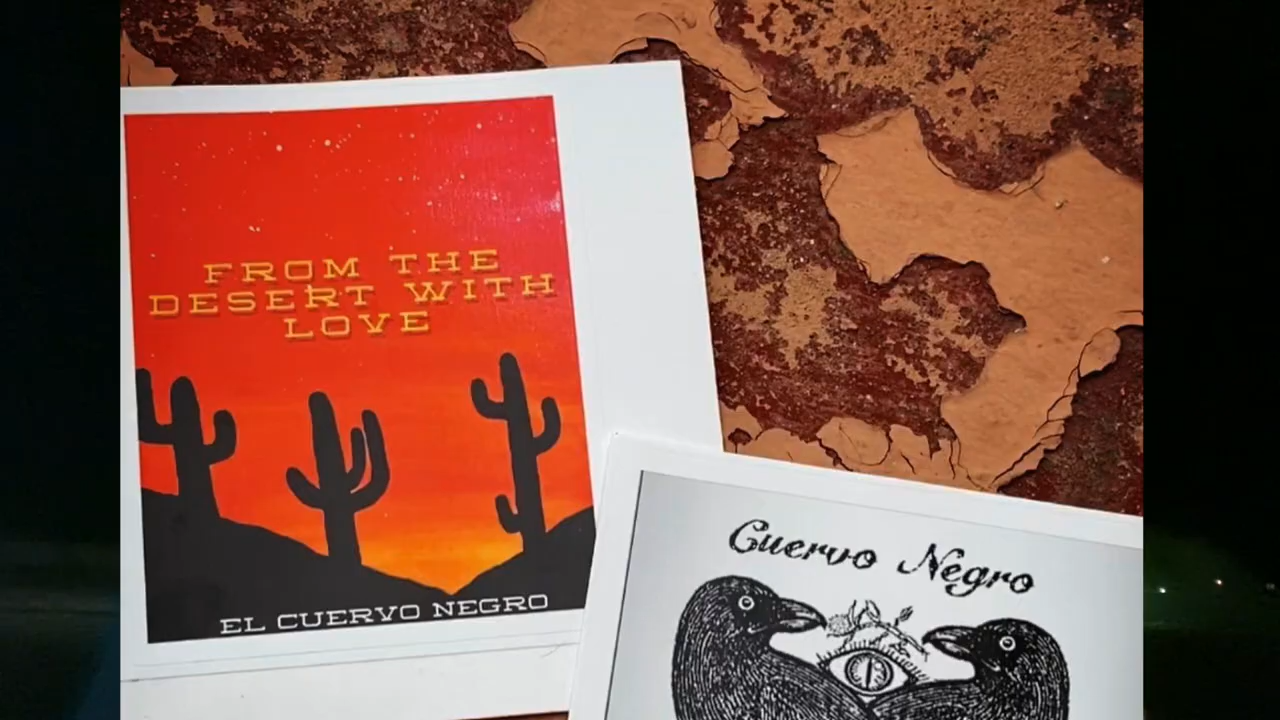 FROM THE
DESERT WITH
LOVE
EL CUERVO NEGRO
Cuervo Negro